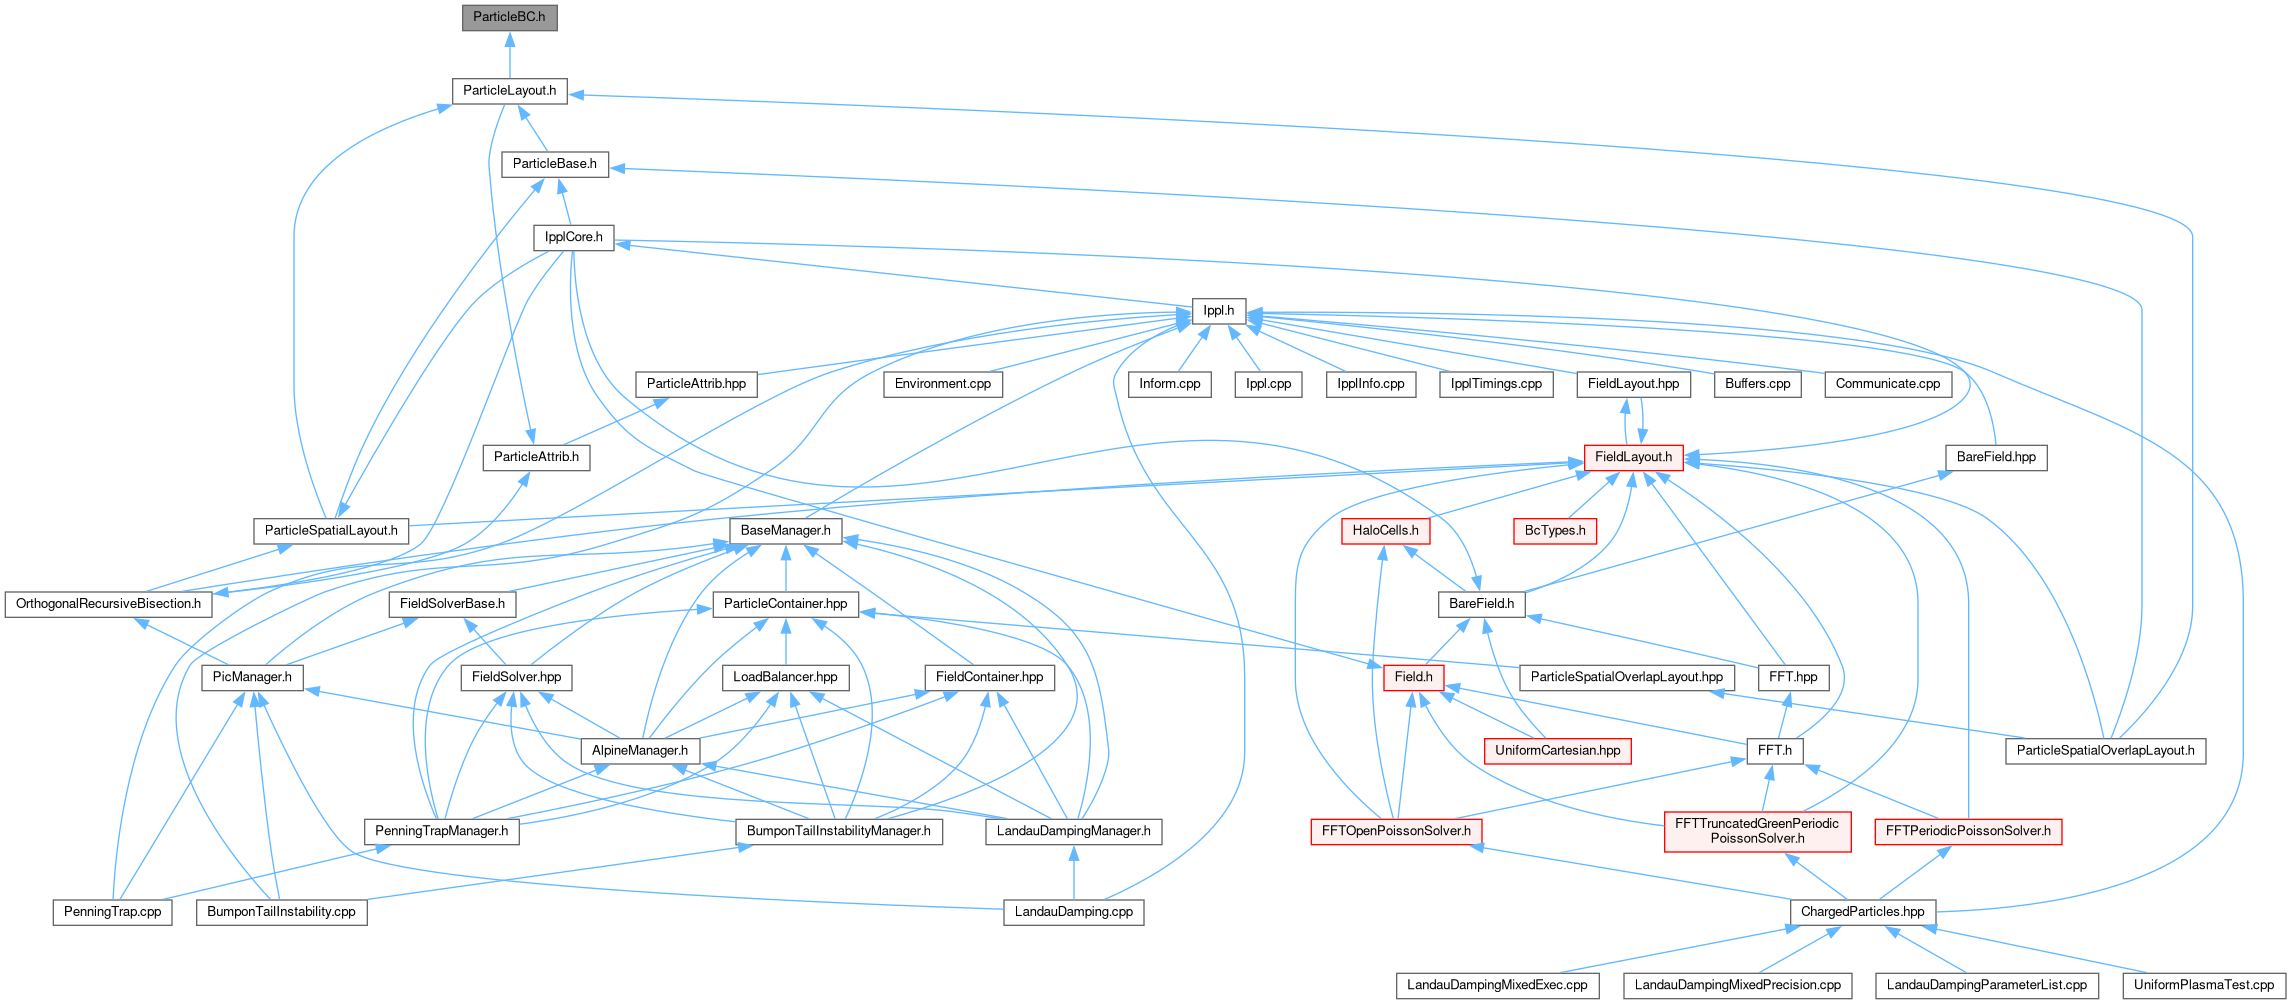 ParticleBC.h
ParticleLayout.h
ParticleBase.h
IpplCore.h
Ippl.h
ParticleAttrib.hpp
Environment.cpp
Inform.cpp
Ippl.cpp
IpplInfo.cpp
IpplTimings.cpp
FieldLayout.hpp
Buffers.cpp
Communicate.cpp
ParticleAttrib.h
FieldLayout.h
BareField.hpp
ParticleSpatialLayout.h
BaseManager.h
HaloCells.h
BcTypes.h
OrthogonalRecursiveBisection.h
FieldSolverBase.h
ParticleContainer.hpp
BareField.h
PicManager.h
FieldSolver.hpp
LoadBalancer.hpp
FieldContainer.hpp
Field.h
ParticleSpatialOverlapLayout.hpp
FFT.hpp
AlpineManager.h
UniformCartesian.hpp
FFT.h
ParticleSpatialOverlapLayout.h
PenningTrapManager.h
BumponTailInstabilityManager.h
LandauDampingManager.h
FFTOpenPoissonSolver.h
FFTTruncatedGreenPeriodic
PoissonSolver.h
FFTPeriodicPoissonSolver.h
PenningTrap.cpp
BumponTailInstability.cpp
LandauDamping.cpp
ChargedParticles.hpp
LandauDampingMixedExec.cpp
LandauDampingMixedPrecision.cpp
LandauDampingParameterList.cpp
UniformPlasmaTest.cpp